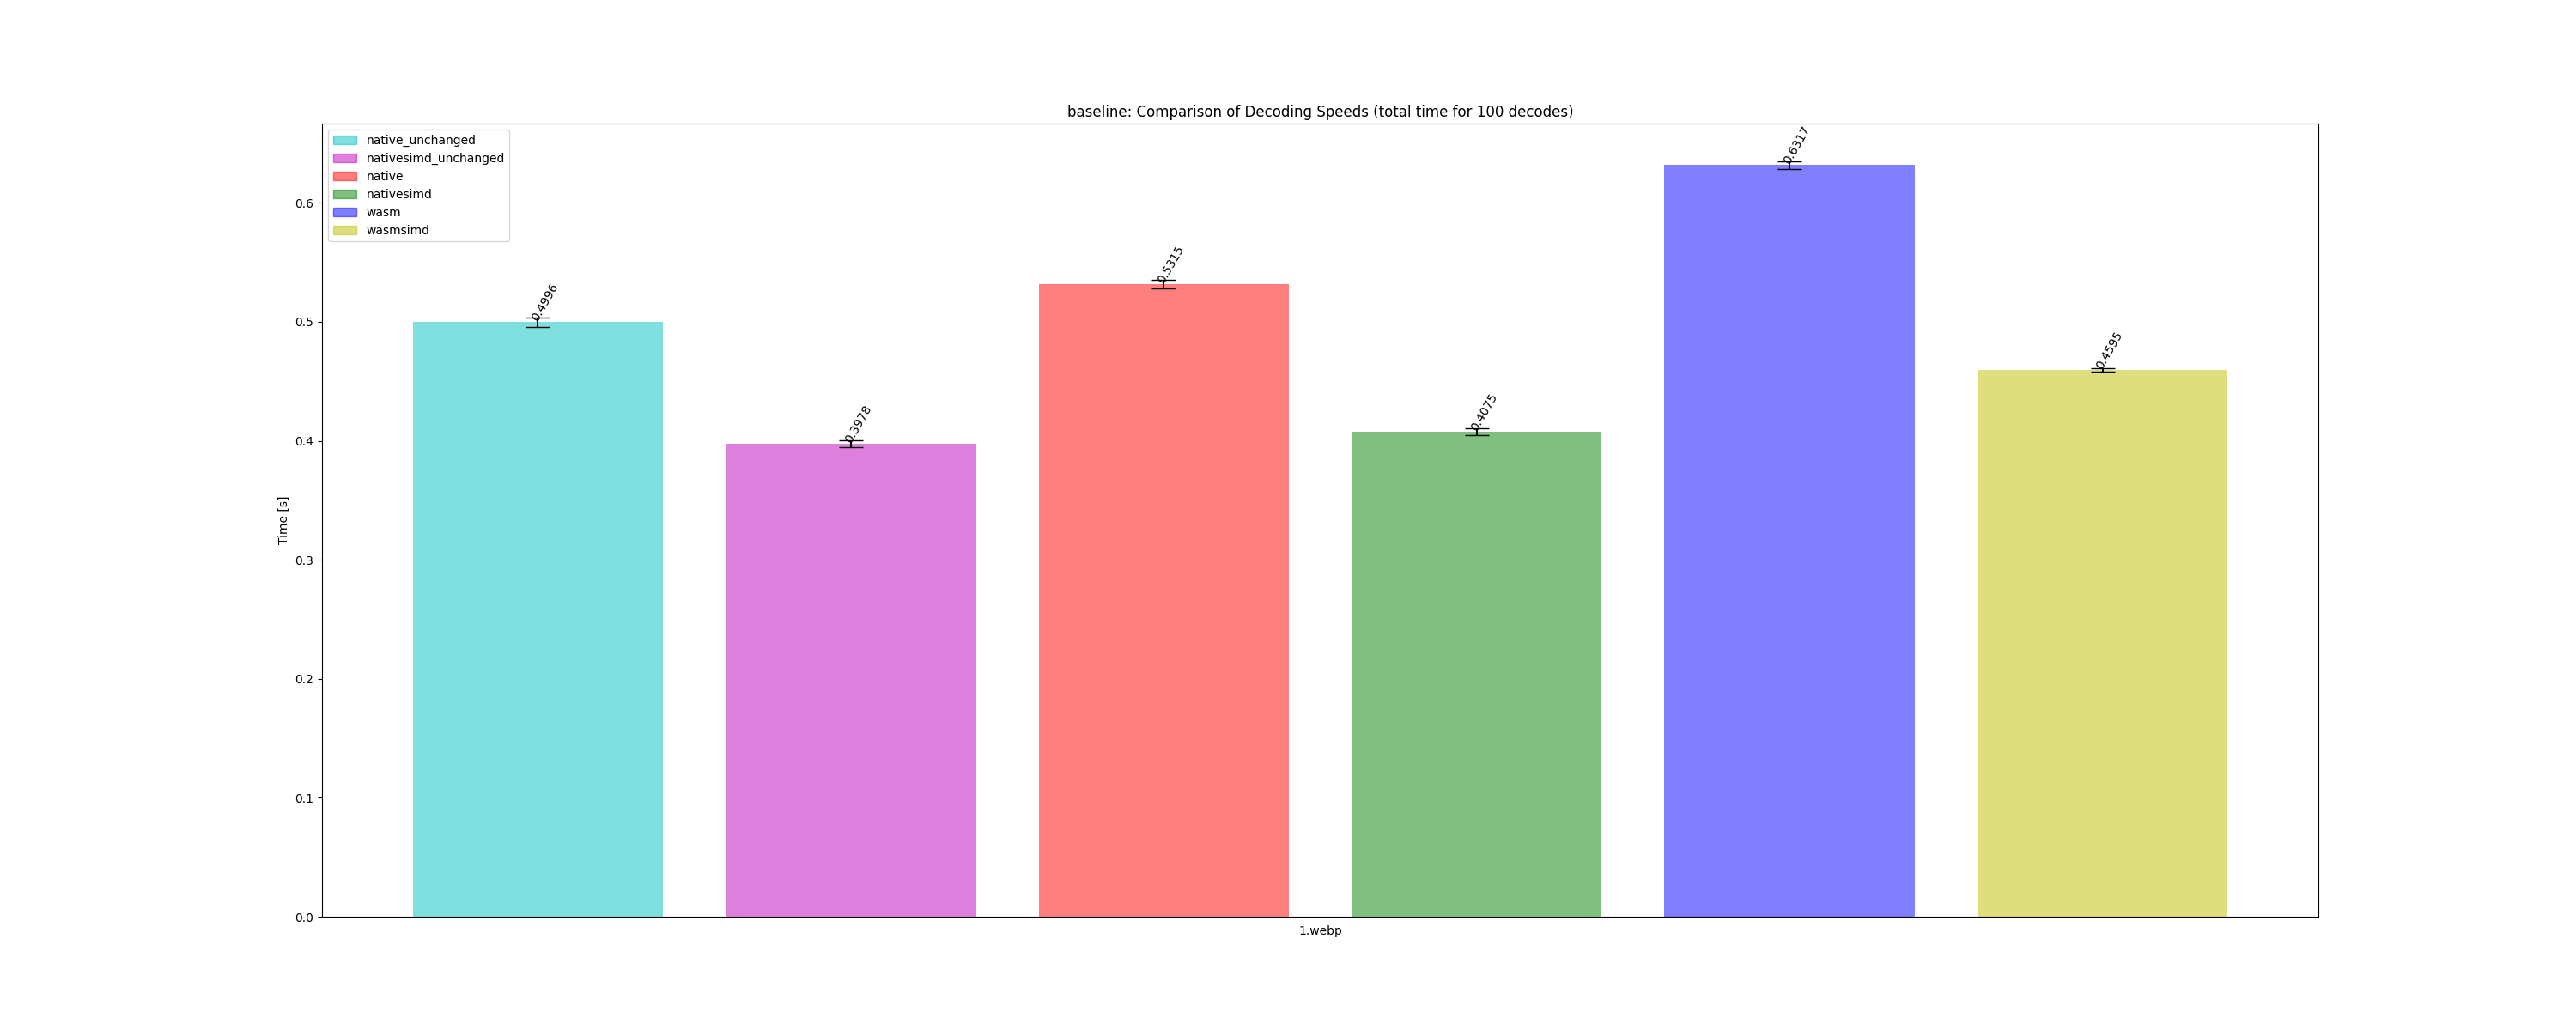 baseline: Comparison of Decoding Speeds (total time for 100 decodes)
native_unchanged
nativesimd_unchanged
native
nativesimd
wasm
wasmsimd
0.6317
0.6
0.5315
0.4996
0.5
0.4595
0.4075
0.3978
0.4
Time [s]
0.3
0.2
0.1
0.0
1.webp